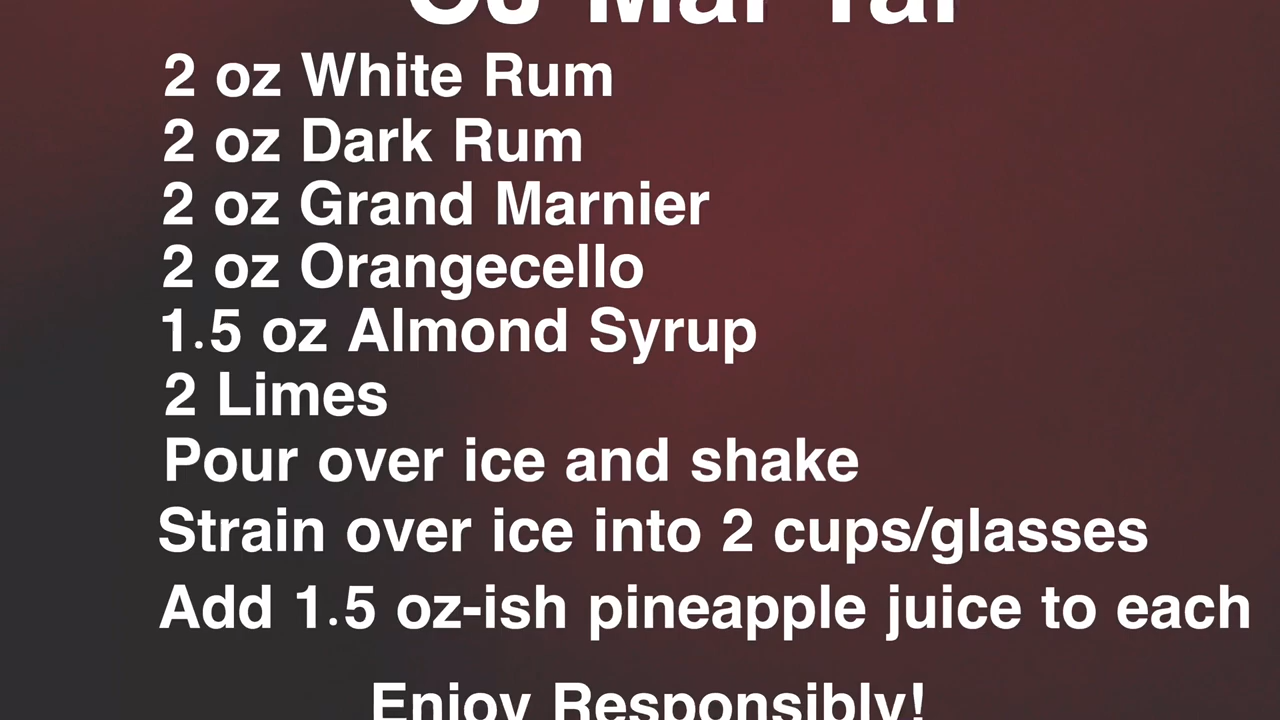 Mai Tai
2 oz White Rum
2 oz Dark Rum
2 oz Grand Marnier
2 oz Orangecello
1.5 oz Almond Syrup
2 Limes
Pour over ice and shake
Strain over ice into 2 cups/glasses
Add 1.5 oz-ish pineapple juice to each
Enjoy Responsibly!